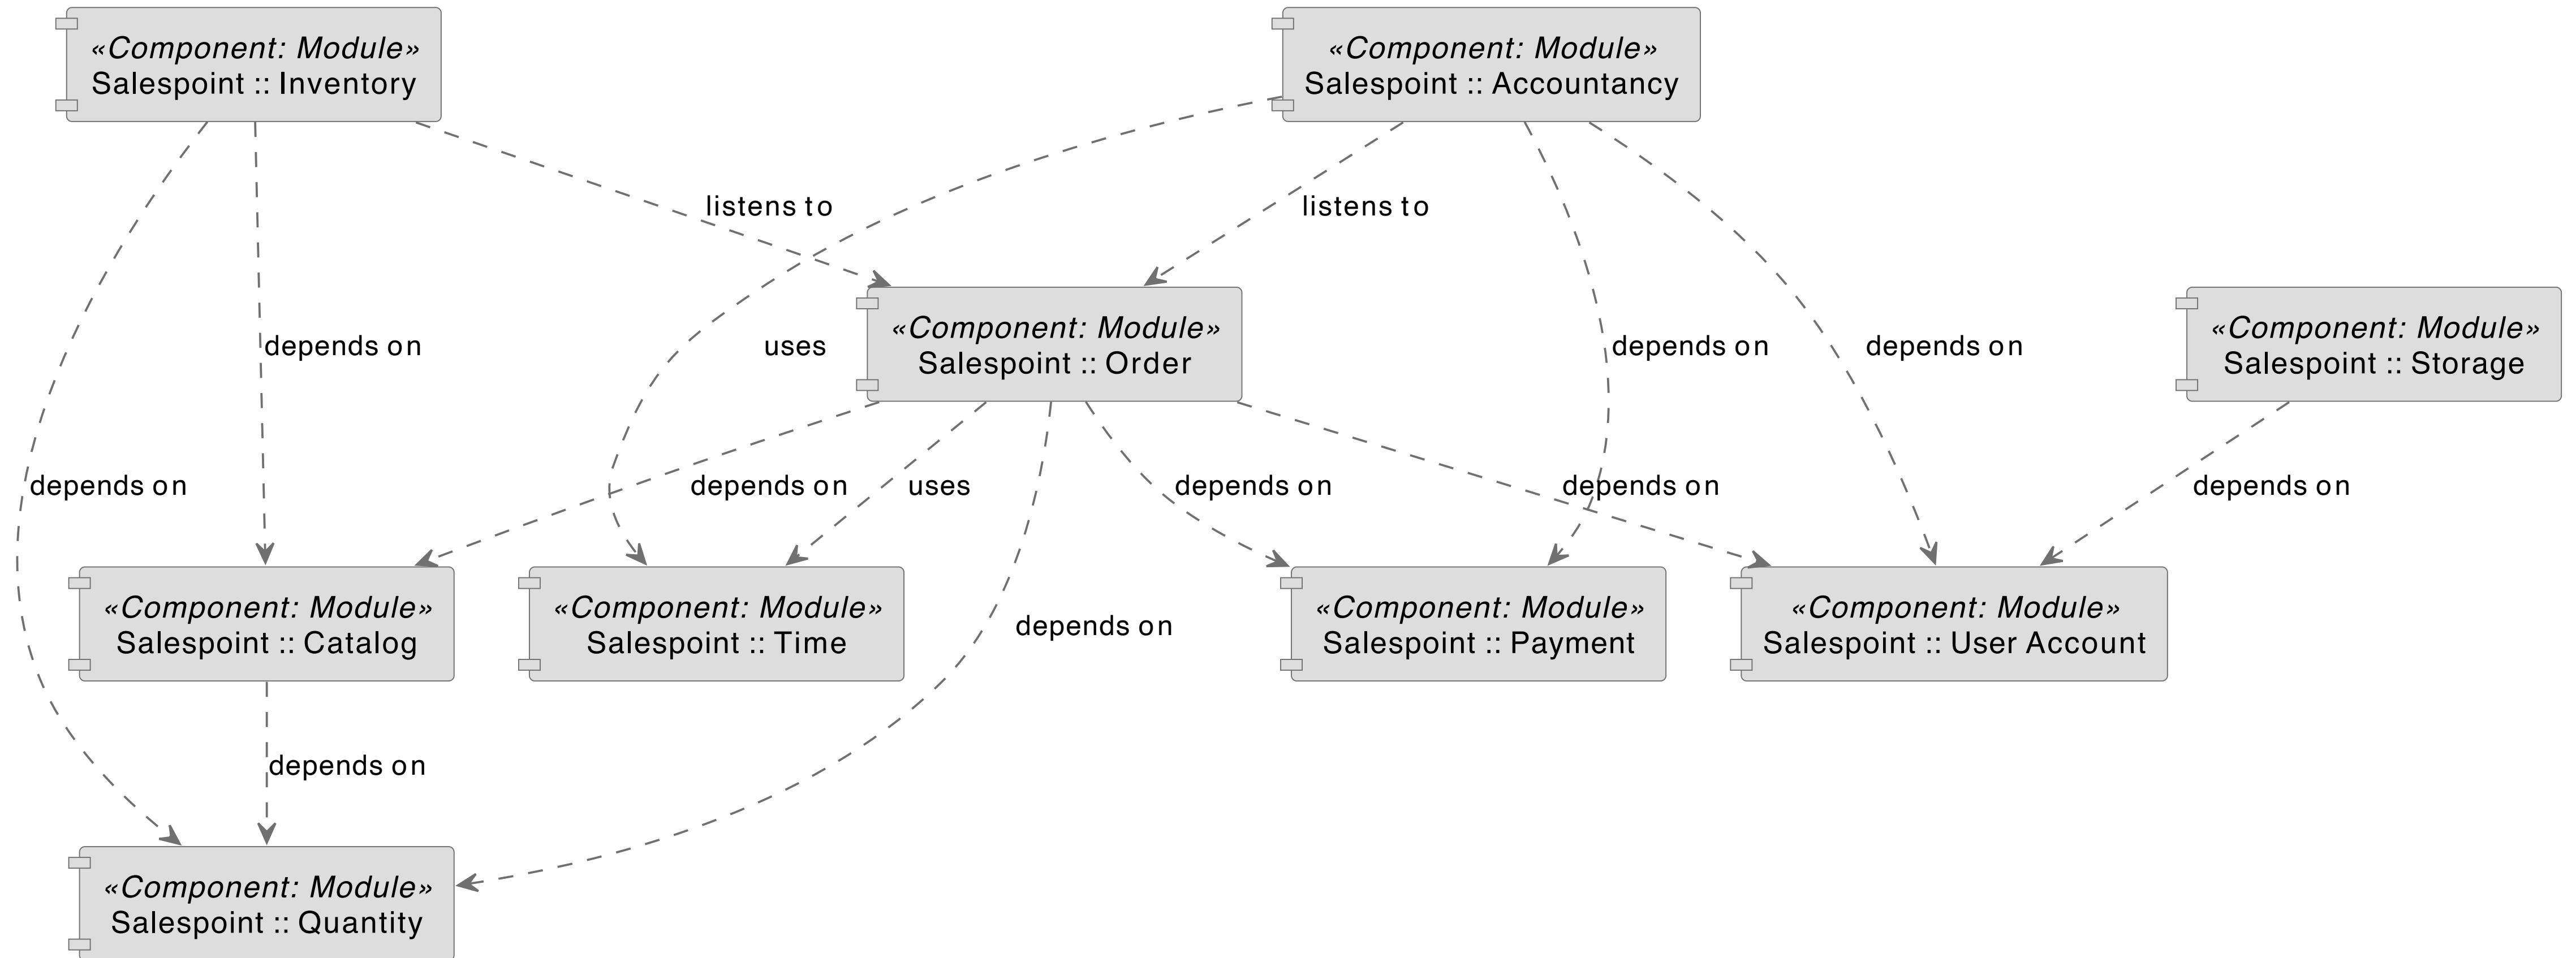 «Component: Module»
Salespoint :: Inventory
«Component: Module»
Salespoint :: Accountancy
listens to
listens to
«Component: Module»
Salespoint :: Order
«Component: Module»
Salespoint :: Storage
depends on
uses
depends on
depends on
depends on
depends on
uses
depends on
depends on
depends on
«Component: Module»
Salespoint :: Catalog
«Component: Module»
Salespoint :: Time
depends on
«Component: Module»
Salespoint :: Payment
«Component: Module»
Salespoint :: User Account
depends on
«Component: Module»
Salespoint :: Quantity